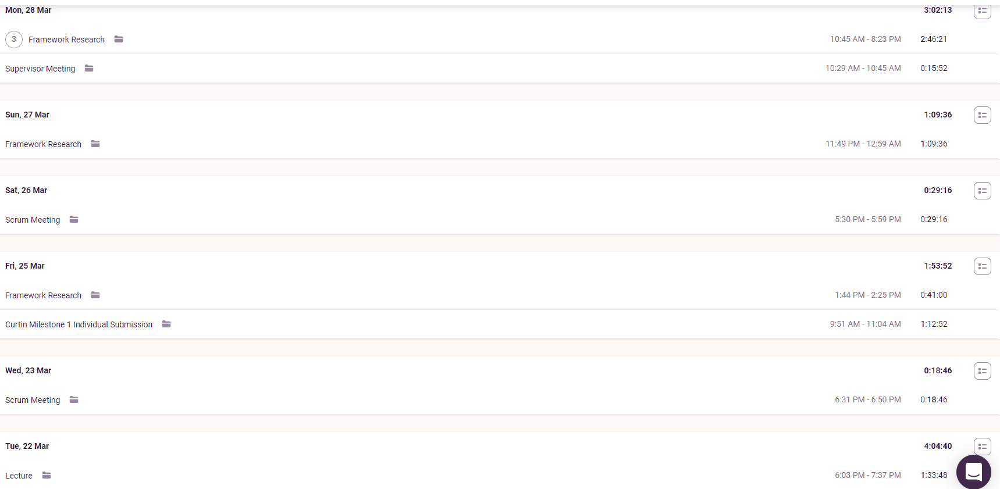 Mon, 28 Mar 3:02:13
3 Framework Research 10:45 AM - 8:23 PM 2:46:21
Supervisor Meeting 10:29 AM - 10:45 AM 0:15:52
Sun, 27 Mar 1:09:36
Framework Research 11:49 PM - 12:59 AM 1:09:36
Sat, 26 Mar 0:29:16
Scrum Meeting 5:30 PM - 5:59 PM 0:29:16
Fri, 25 Mar 1:53:52
Framework Research 1:44 PM - 2:25 PM 0:41:00
Curtin Milestone 1 Individual Submission 9:51 AM - 11:04 AM 1:12:52
Wed, 23 Mar 0:18:46
Scrum Meeting 6:31 PM - 6:50 PM 0:18:46
Tue, 22 Mar 4:04:40
Lecture 6:03 PM - 7:37 PM 1:33:48